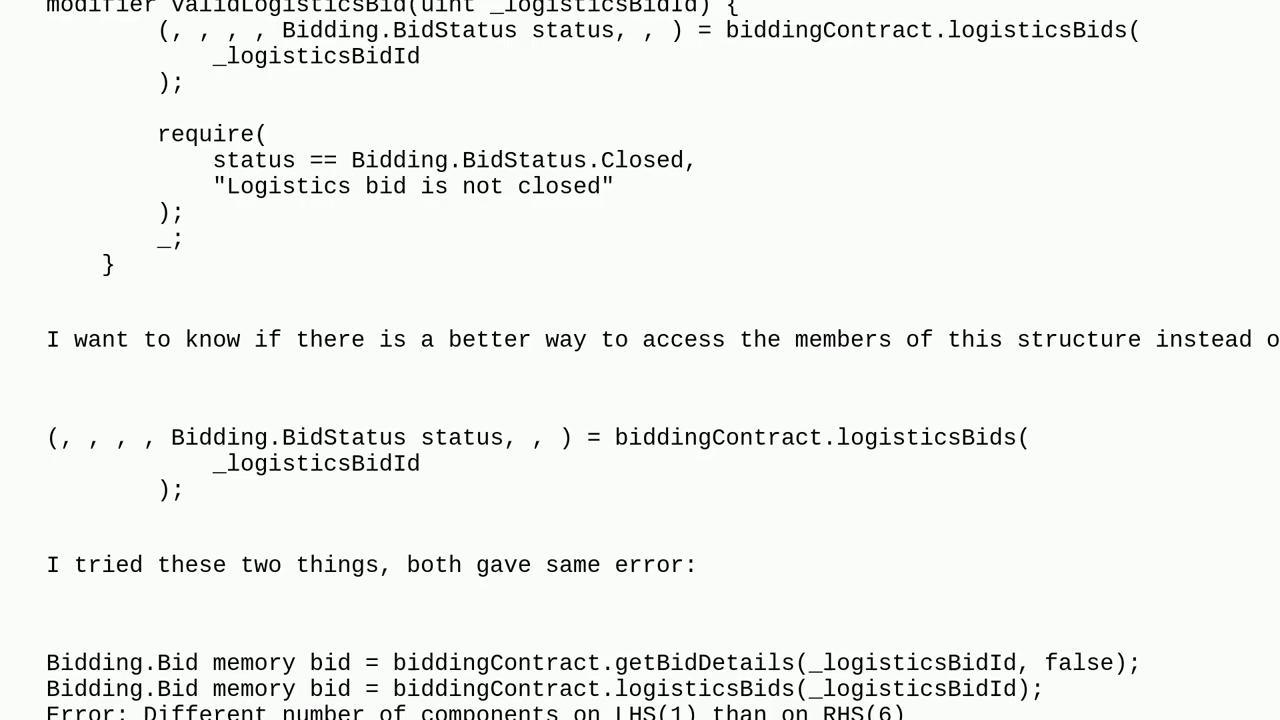 modifier validLogisticsBid(uint _logisticsBidId) {
        (, , , , Bidding.BidStatus status, , ) = biddingContract.logisticsBids(
            _logisticsBidId
        );

        require(
            status == Bidding.BidStatus.Closed,
            "Logistics bid is not closed"
        );
        _;
    }

I want to know if there is a better way to access the members of this structure instead o

(, , , , Bidding.BidStatus status, , ) = biddingContract.logisticsBids(
            _logisticsBidId
        );

I tried these two things, both gave same error:

Bidding.Bid memory bid = biddingContract.getBidDetails(_logisticsBidId, false);
Bidding.Bid memory bid = biddingContract.logisticsBids(_logisticsBidId);
Error: Different number of components on LHS(1) than on RHS(6)